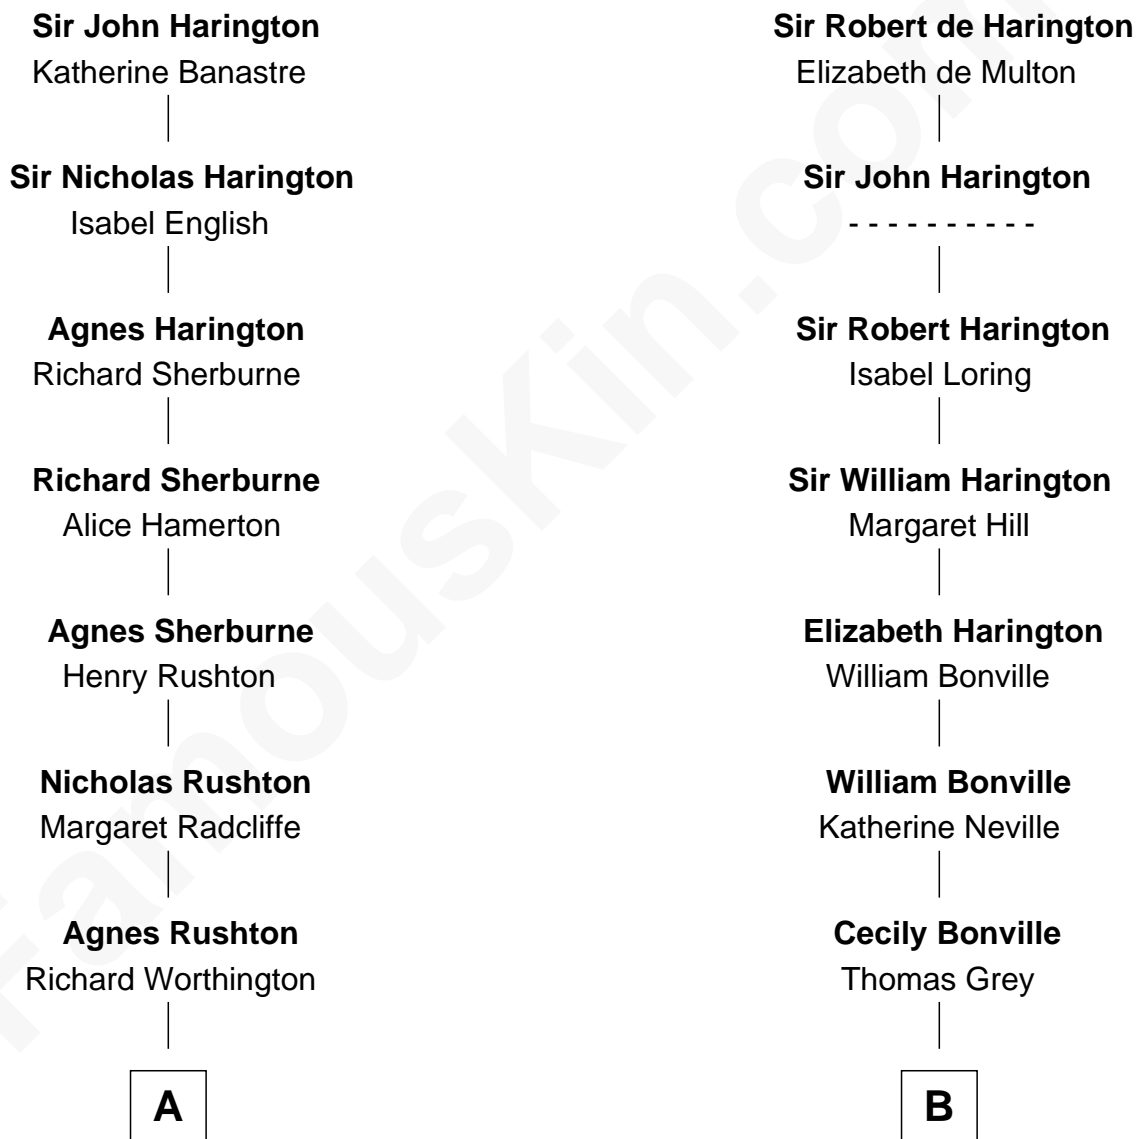 Sir John Harington
Katherine Banastre
Sir Nicholas Harington
Isabel English
Agnes Harington
Richard Sherburne
Richard Sherburne
Alice Hamerton
Agnes Sherburne
Henry Rushton
Nicholas Rushton
Margaret Radcliffe
Agnes Rushton
Richard Worthington
A
Sir Robert de Harington
Elizabeth de Multon
Sir John Harington
- - - - - - - - - -
Sir Robert Harington
Isabel Loring
Sir William Harington
Margaret Hill
Elizabeth Harington
William Bonville
William Bonville
Katherine Neville
Cecily Bonville
Thomas Grey
B
FamousKin.com